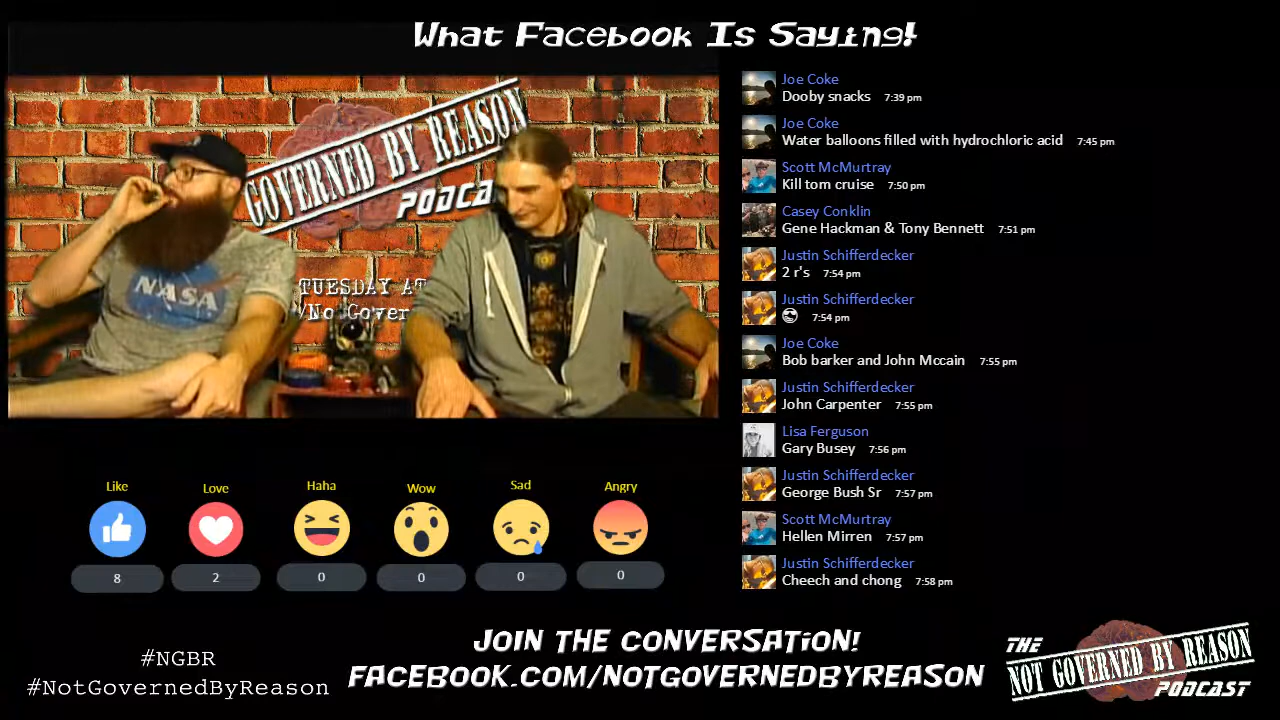 What Facebook Is Saying!
GOVERNED BY REASON
PODCA
NASA
TUESDAY AT
/No Gover
Joe Coke
Dooby snacks 7:39 pm
Joe Coke
Water balloons filled with hydrochloric acid 7:45 pm
Scott McMurtray
Kill tom cruise 7:50 pm
Casey Conklin
Gene Hackman & Tony Bennett 7:51 pm
Justin Schifferdecker
2 r's 7:54 pm
Justin Schifferdecker
7:54 pm
Joe Coke
Bob barker and John Mccain 7:55 pm
Justin Schifferdecker
John Carpenter 7:55 pm
Lisa Ferguson
Gary Busey 7:56 pm
Justin Schifferdecker
George Bush Sr 7:57 pm
Scott McMurtray
Hellen Mirren 7:57 pm
Justin Schifferdecker
Cheech and chong 7:58 pm
Like Love Haha Wow Sad Angry
8 2 0 0 0 0
#NGBR
#NotGovernedByReason
JOIN THE CONVERSATION!
FACEBOOK.COM/NOTGOVERNEDBYREASON
THE
NOT GOVERNED BY REASON
PODCAST